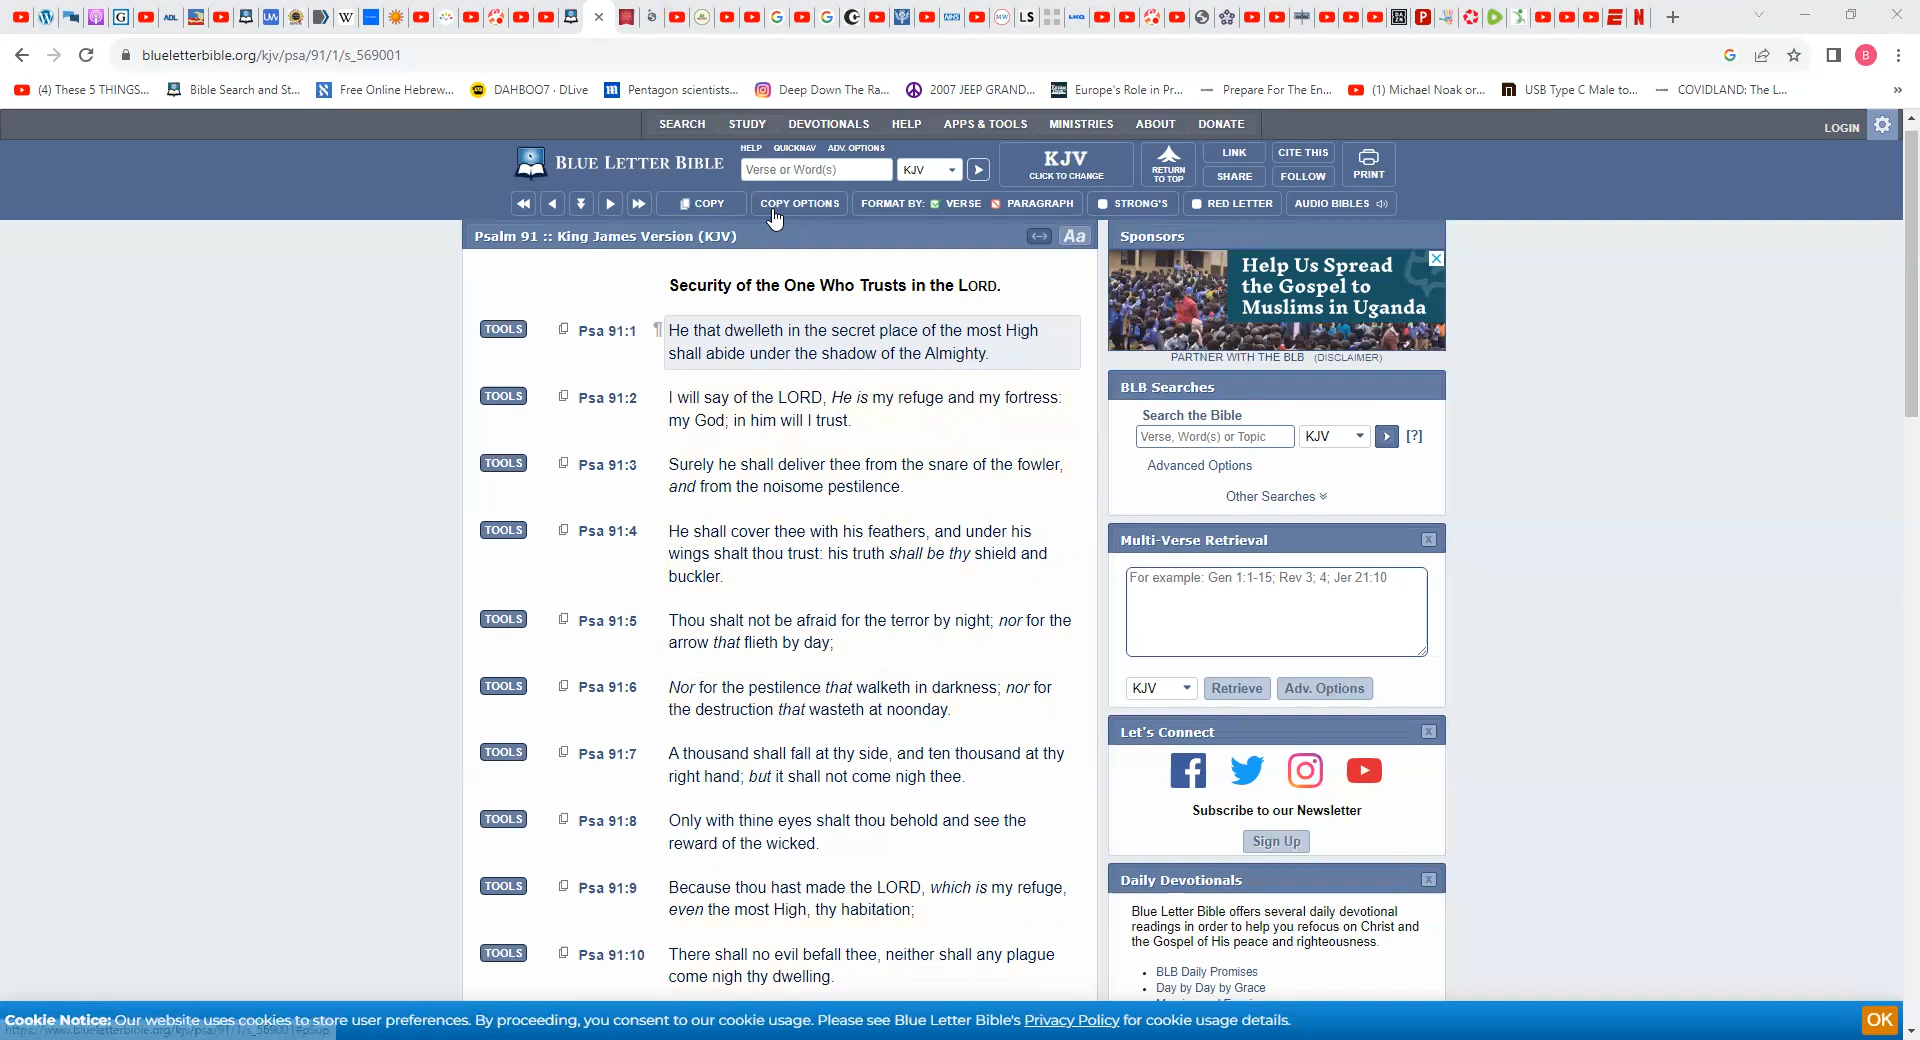 blueletterbible.org/kjv/psa/91/1/s_569001
(4) These 5 THINGS...
Bible Search and St...
Free Online Hebrew...
DAHBOO7 · DLive
Pentagon scientists...
Deep Down The Ra...
2007 JEEP GRAND...
Europe's Role in Pr...
Prepare For The En...
(1) Michael Noak or...
USB Type C Male to...
COVIDLAND: The L...
SEARCH STUDY DEVOTIONALS HELP APPS & TOOLS MINISTRIES ABOUT DONATE
LOGIN
BLUE LETTER BIBLE
HELP QUICKNAV ADV. OPTIONS
Verse or Word(s)
KJV
KJV
CLICK TO CHANGE
RETURN
TO TOP
LINK
CITE THIS
SHARE
FOLLOW
PRINT
COPY
COPY OPTIONS
FORMAT BY: VERSE PARAGRAPH
STRONG'S
RED LETTER
AUDIO BIBLES
Psalm 91 :: King James Version (KJV)
Aa
Security of the One Who Trusts in the LORD.
TOOLS Psa 91:1 ¶ He that dwelleth in the secret place of the most High
shall abide under the shadow of the Almighty.
TOOLS Psa 91:2 I will say of the LORD, He is my refuge and my fortress:
my God; in him will I trust.
TOOLS Psa 91:3 Surely he shall deliver thee from the snare of the fowler,
and from the noisome pestilence.
TOOLS Psa 91:4 He shall cover thee with his feathers, and under his
wings shalt thou trust: his truth shall be thy shield and
buckler.
TOOLS Psa 91:5 Thou shalt not be afraid for the terror by night; nor for the
arrow that flieth by day;
TOOLS Psa 91:6 Nor for the pestilence that walketh in darkness; nor for
the destruction that wasteth at noonday.
TOOLS Psa 91:7 A thousand shall fall at thy side, and ten thousand at thy
right hand; but it shall not come nigh thee.
TOOLS Psa 91:8 Only with thine eyes shalt thou behold and see the
reward of the wicked.
TOOLS Psa 91:9 Because thou hast made the LORD, which is my refuge,
even the most High, thy habitation;
TOOLS Psa 91:10 There shall no evil befall thee, neither shall any plague
come nigh thy dwelling.
Sponsors
Help Us Spread
the Gospel to
Muslims in Uganda
PARTNER WITH THE BLB (DISCLAIMER)
BLB Searches
Search the Bible
Verse, Word(s) or Topic
KJV
[?]
Advanced Options
Other Searches
Multi-Verse Retrieval
For example: Gen 1:1-15; Rev 3; 4; Jer 21:10
KJV
Retrieve
Adv. Options
Let's Connect
Subscribe to our Newsletter
Sign Up
Daily Devotionals
Blue Letter Bible offers several daily devotional
readings in order to help you refocus on Christ and
the Gospel of His peace and righteousness.
BLB Daily Promises
Day by Day by Grace
Cookie Notice: Our website uses cookies to store user preferences. By proceeding, you consent to our cookie usage. Please see Blue Letter Bible's Privacy Policy for cookie usage details.
OK